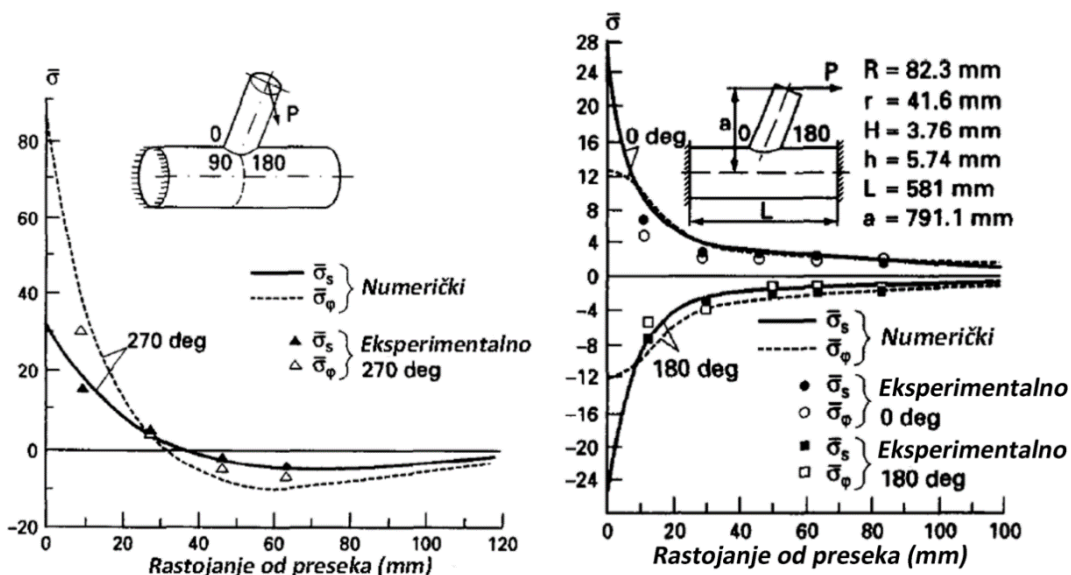 σ̄
80
60
40
20
0
−20
0 20 40 60 80 100 120
Rastojanje od preseka (mm)
0
90 180
P
σ̄s
σ̄φ
Numerički
270 deg
σ̄s
σ̄φ
Eksperimentalno
270 deg
σ̄
28
24
20
16
12
8
4
0
−4
−8
−12
−16
−20
−24
0 20 40 60 80 100 100
Rastojanje od preseka (mm)
0 deg
180 deg
P
a
0 180
L
R = 82.3 mm
r = 41.6 mm
H = 3.76 mm
h = 5.74 mm
L = 581 mm
a = 791.1 mm
σ̄s
σ̄φ
Numerički
σ̄s
σ̄φ
Eksperimentalno
0 deg
σ̄s
σ̄φ
Eksperimentalno
180 deg